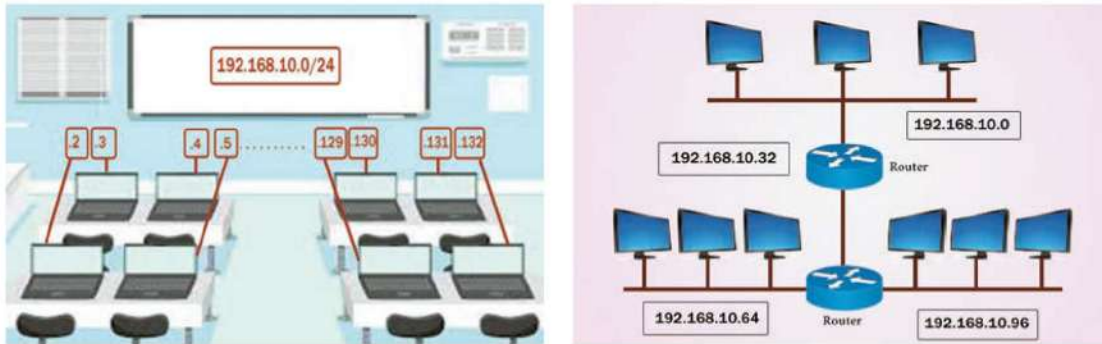 192.168.10.0/24
.2 .3 .4 .5 .......... .129 .130 .131 .132
192.168.10.0
192.168.10.32
Router
192.168.10.64
Router
192.168.10.96